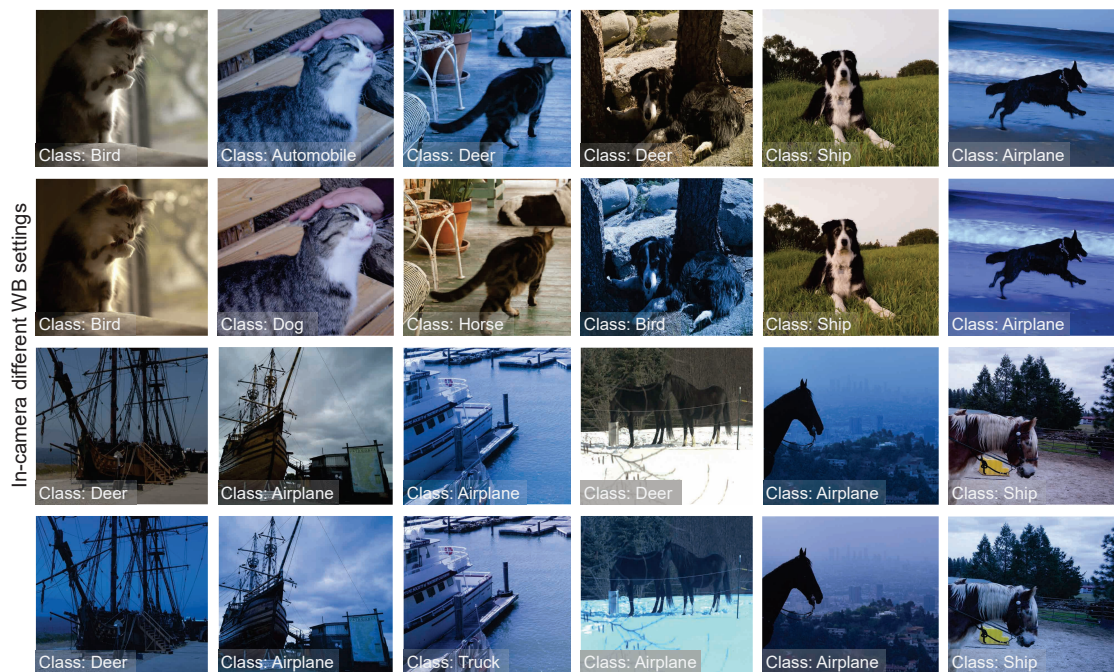 In-camera different WB settings
Class: Bird
Class: Automobile
Class: Deer
Class: Deer
Class: Ship
Class: Airplane
Class: Bird
Class: Dog
Class: Horse
Class: Bird
Class: Ship
Class: Airplane
Class: Deer
Class: Airplane
Class: Airplane
Class: Deer
Class: Airplane
Class: Ship
Class: Deer
Class: Airplane
Class: Truck
Class: Airplane
Class: Airplane
Class: Ship